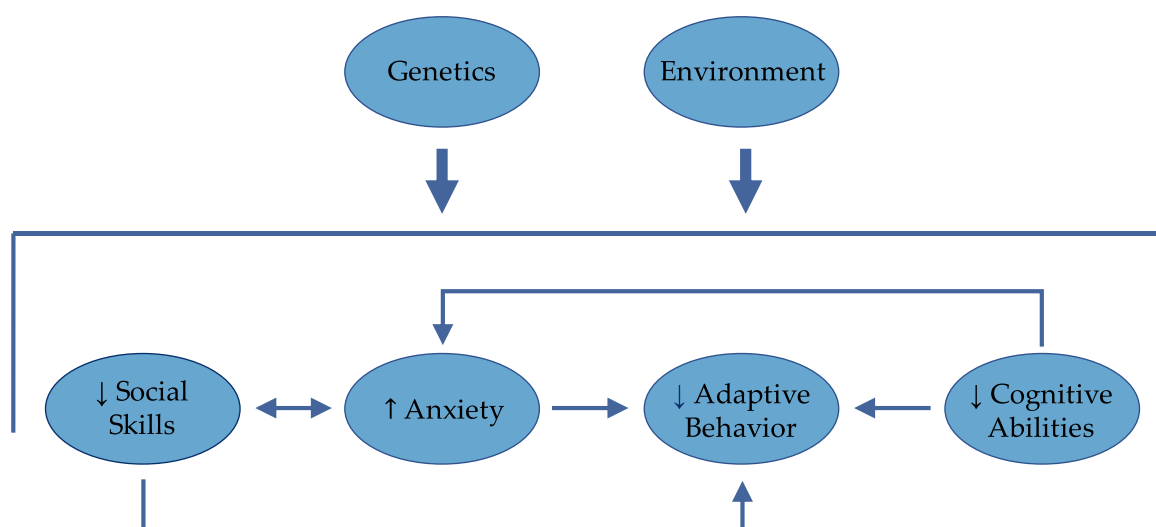 Genetics
Environment
↓ Social
Skills
↑ Anxiety
↓ Adaptive
Behavior
↓ Cognitive
Abilities